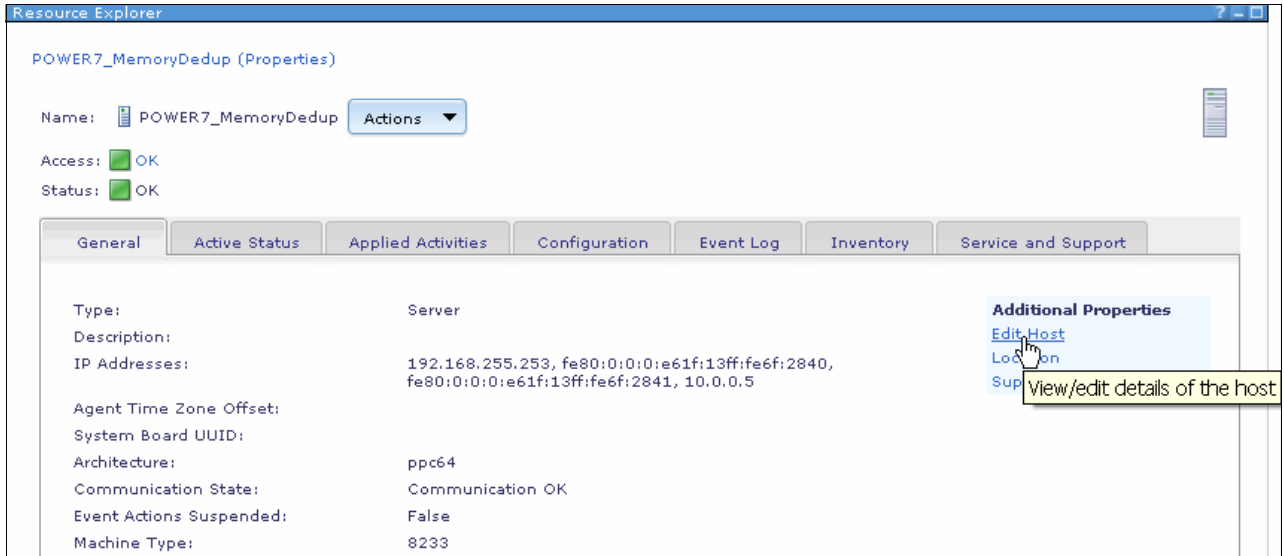 Resource Explorer
? – □
POWER7_MemoryDedup (Properties)
Name: POWER7_MemoryDedup Actions ▼
Access: OK
Status: OK
General Active Status Applied Activities Configuration Event Log Inventory Service and Support
Type: Server
Description:
IP Addresses: 192.168.255.253, fe80:0:0:0:e61f:13ff:fe6f:2840,
fe80:0:0:0:e61f:13ff:fe6f:2841, 10.0.0.5
Agent Time Zone Offset:
System Board UUID:
Architecture: ppc64
Communication State: Communication OK
Event Actions Suspended: False
Machine Type: 8233
Additional Properties
Edit Host
View/edit details of the host